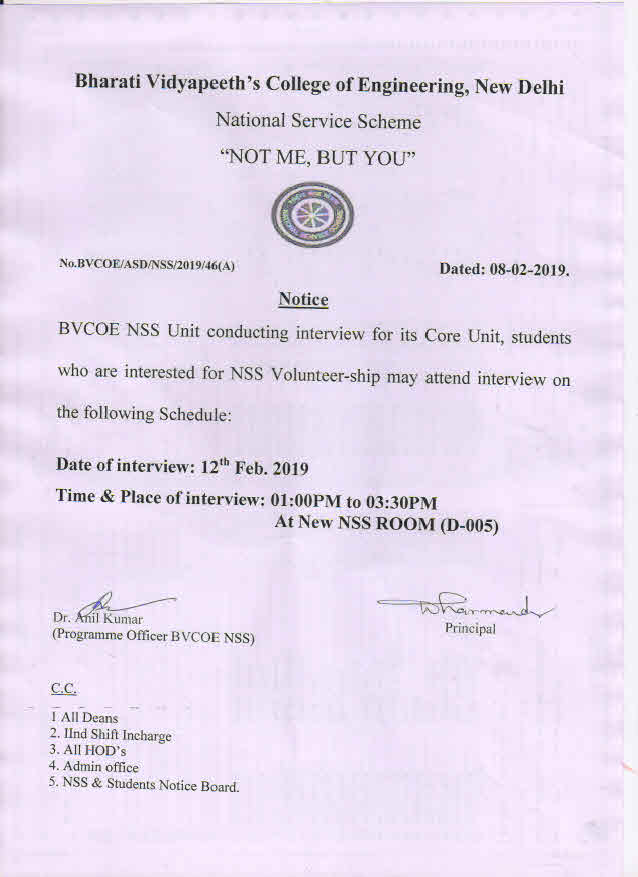 Bharati Vidyapeeth's College of Engineering, New Delhi
National Service Scheme
“NOT ME, BUT YOU”
No.BVCOE/ASD/NSS/2019/46(A)
Dated: 08-02-2019.
Notice
BVCOE NSS Unit conducting interview for its Core Unit, students
who are interested for NSS Volunteer-ship may attend interview on
the following Schedule:
Date of interview: 12th Feb. 2019
Time & Place of interview: 01:00PM to 03:30PM
At New NSS ROOM (D-005)
Dr. Anil Kumar
(Programme Officer BVCOE NSS)
Principal
C.C.
1 All Deans
2. IInd Shift Incharge
3. All HOD's
4. Admin office
5. NSS & Students Notice Board.